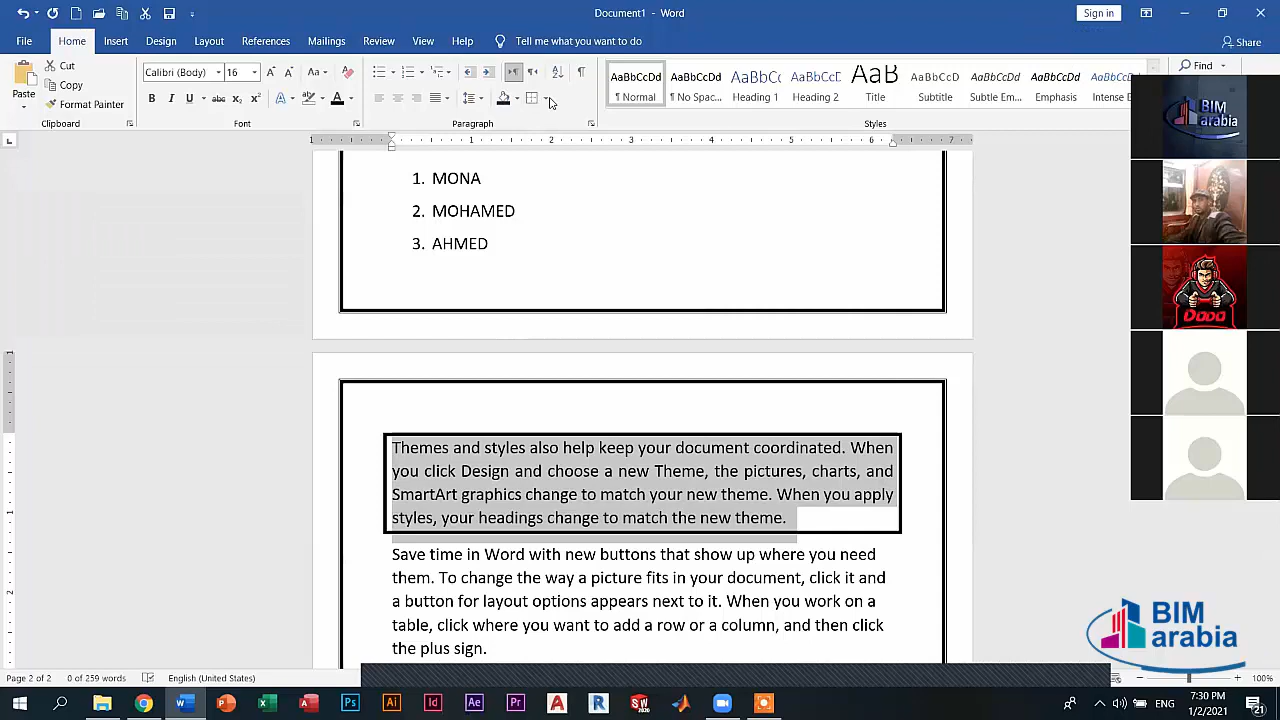 Document1 - Word
Sign in
File Home Insert Design Layout References Mailings Review View Help Tell me what you want to do
Share
Paste
Cut
Copy
Format Painter
Clipboard
Calibri (Body) 16
Font
Paragraph
AaBbCcDd AaBbCcDd AaBbCc AaBbCcE AaB AaBbCcD AaBbCcDd AaBbCcDd AaBbCcDd
¶ Normal ¶ No Spac... Heading 1 Heading 2 Title Subtitle Subtle Em... Emphasis Intense E
Styles
Find
BIM
arabia
1. MONA
2. MOHAMED
3. AHMED
DODO
Themes and styles also help keep your document coordinated. When
you click Design and choose a new Theme, the pictures, charts, and
SmartArt graphics change to match your new theme. When you apply
styles, your headings change to match the new theme.
Save time in Word with new buttons that show up where you need
them. To change the way a picture fits in your document, click it and
a button for layout options appears next to it. When you work on a
table, click where you want to add a row or a column, and then click
the plus sign.
BIM
arabia
Page 2 of 2 0 of 259 words English (United States)
100%
ENG
7:30 PM
1/2/2021
21